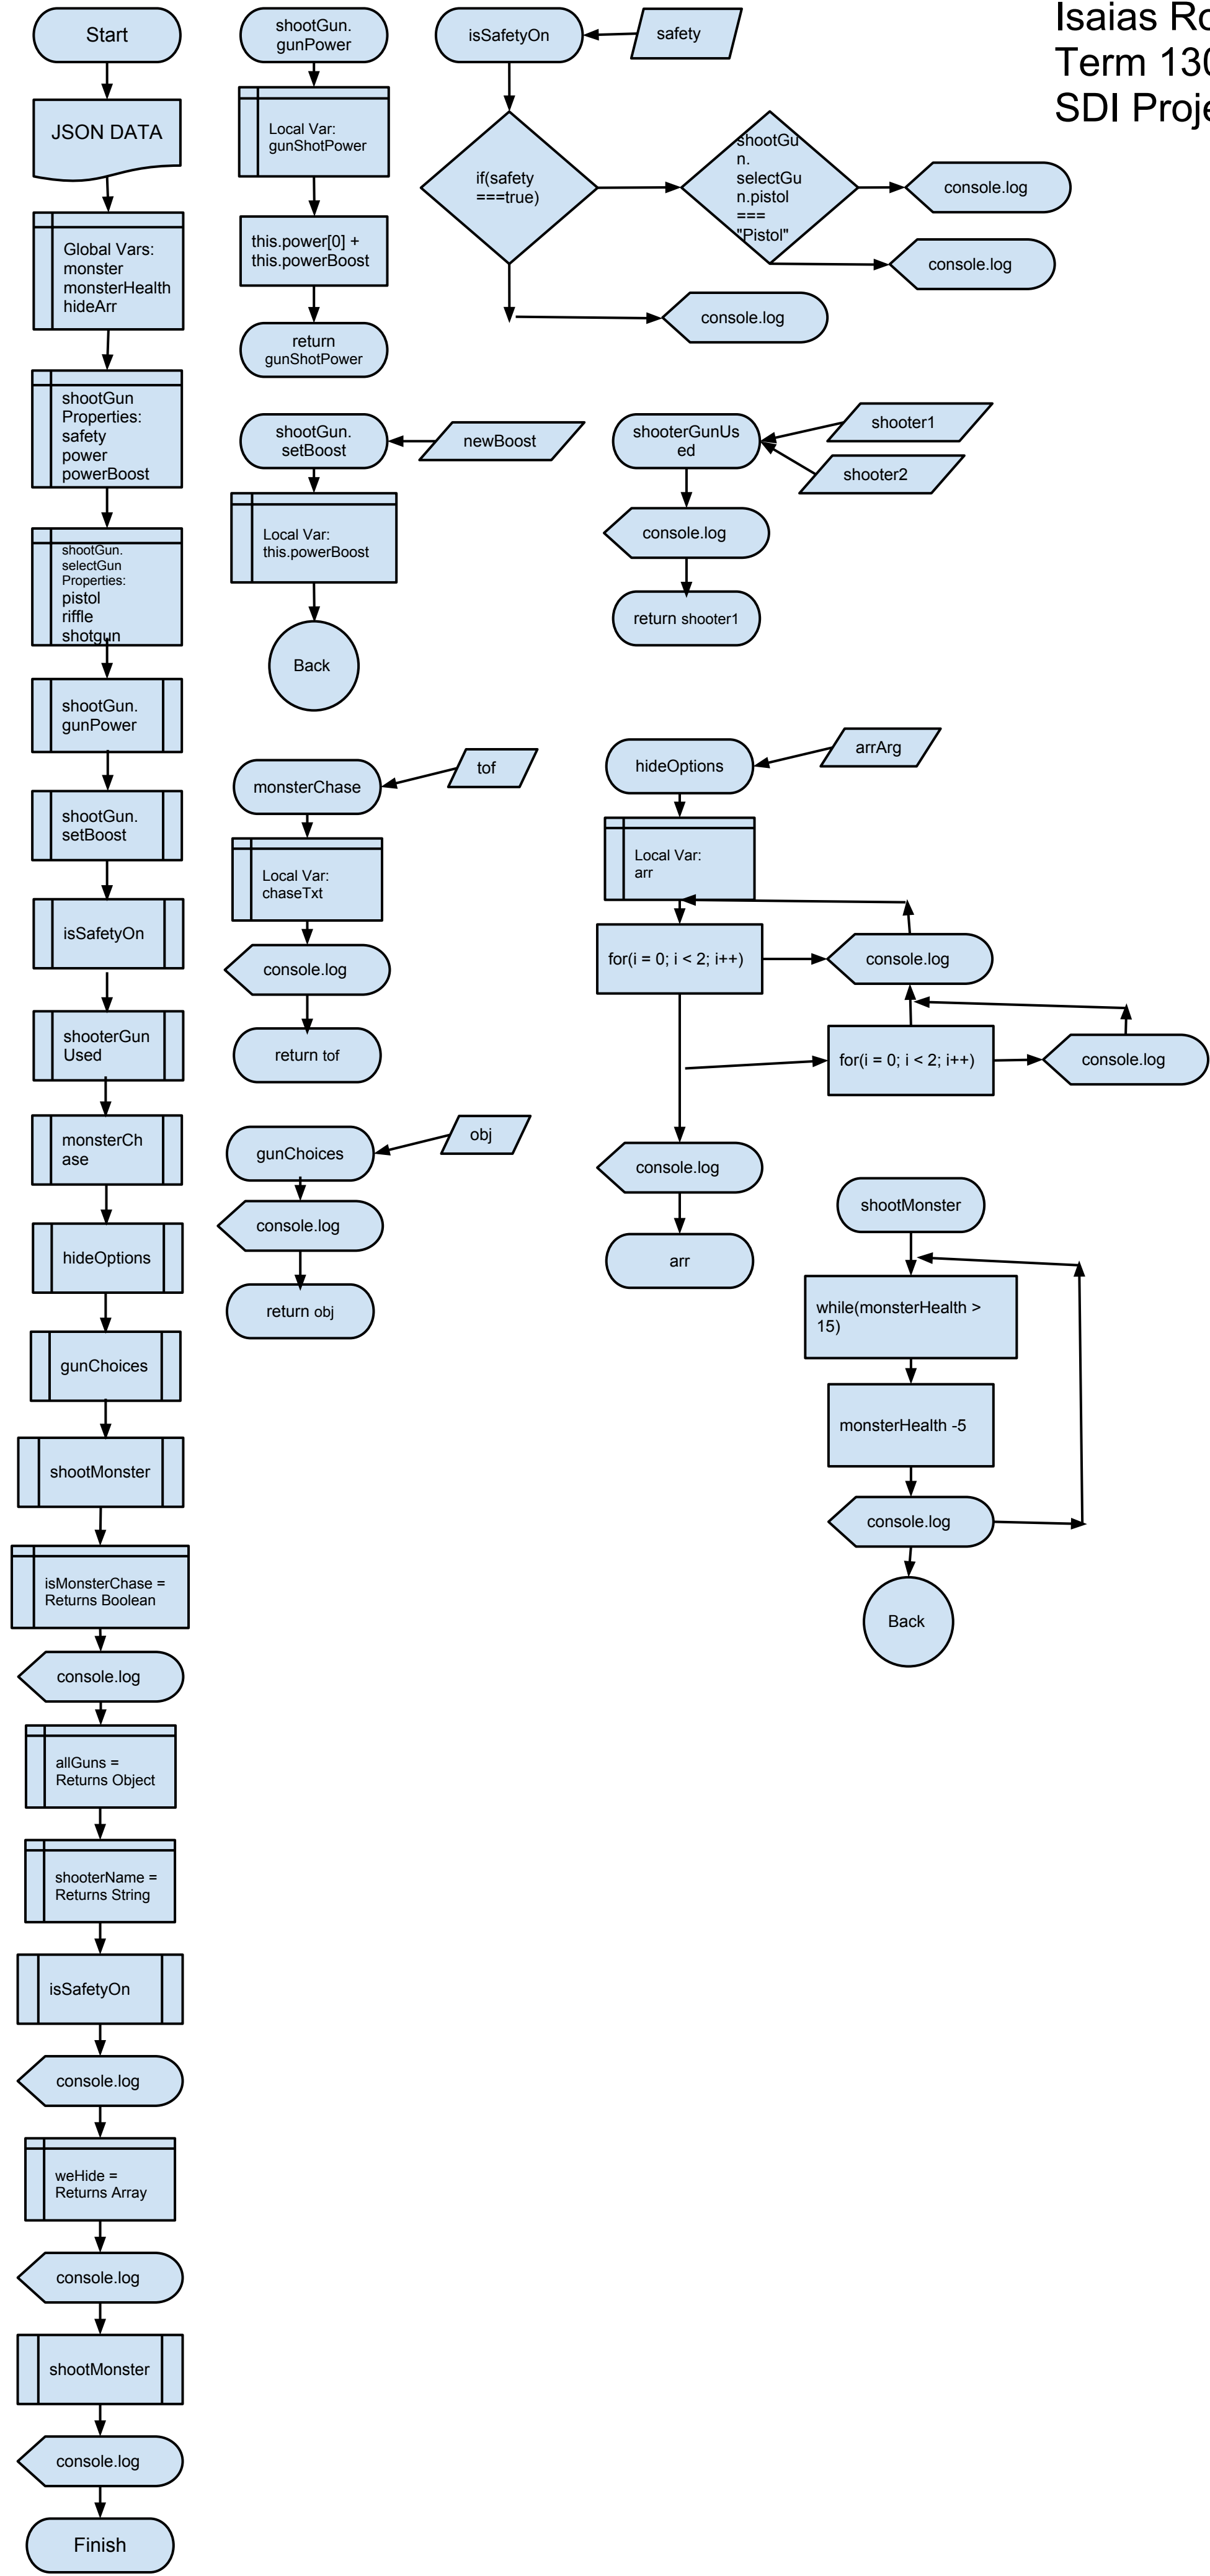 Start
JSON DATA
Global Vars:
monster
monsterHealth
hideArr
shootGun
Properties:
safety
power
powerBoost
shootGun.
selectGun
Properties:
pistol
riffle
shotgun
shootGun.
gunPower
shootGun.
setBoost
isSafetyOn
shooterGun
Used
monsterCh
ase
hideOptions
gunChoices
shootMonster
isMonsterChase =
Returns Boolean
console.log
allGuns =
Returns Object
shooterName =
Returns String
isSafetyOn
console.log
weHide =
Returns Array
console.log
shootMonster
console.log
Finish
shootGun.
gunPower
Local Var:
gunShotPower
this.power[0] +
this.powerBoost
return
gunShotPower
shootGun.
setBoost
newBoost
Local Var:
this.powerBoost
Back
monsterChase
tof
Local Var:
chaseTxt
console.log
return tof
gunChoices
obj
console.log
return obj
isSafetyOn
safety
if(safety
===true)
shootGu
n.
selectGu
n.pistol
===
"Pistol"
console.log
console.log
console.log
shooterGunUs
ed
shooter1
shooter2
console.log
return shooter1
hideOptions
arrArg
Local Var:
arr
for(i = 0; i < 2; i++)
console.log
for(i = 0; i < 2; i++)
console.log
console.log
arr
shootMonster
while(monsterHealth >
15)
monsterHealth -5
console.log
Back
Isaias
Term
SDI